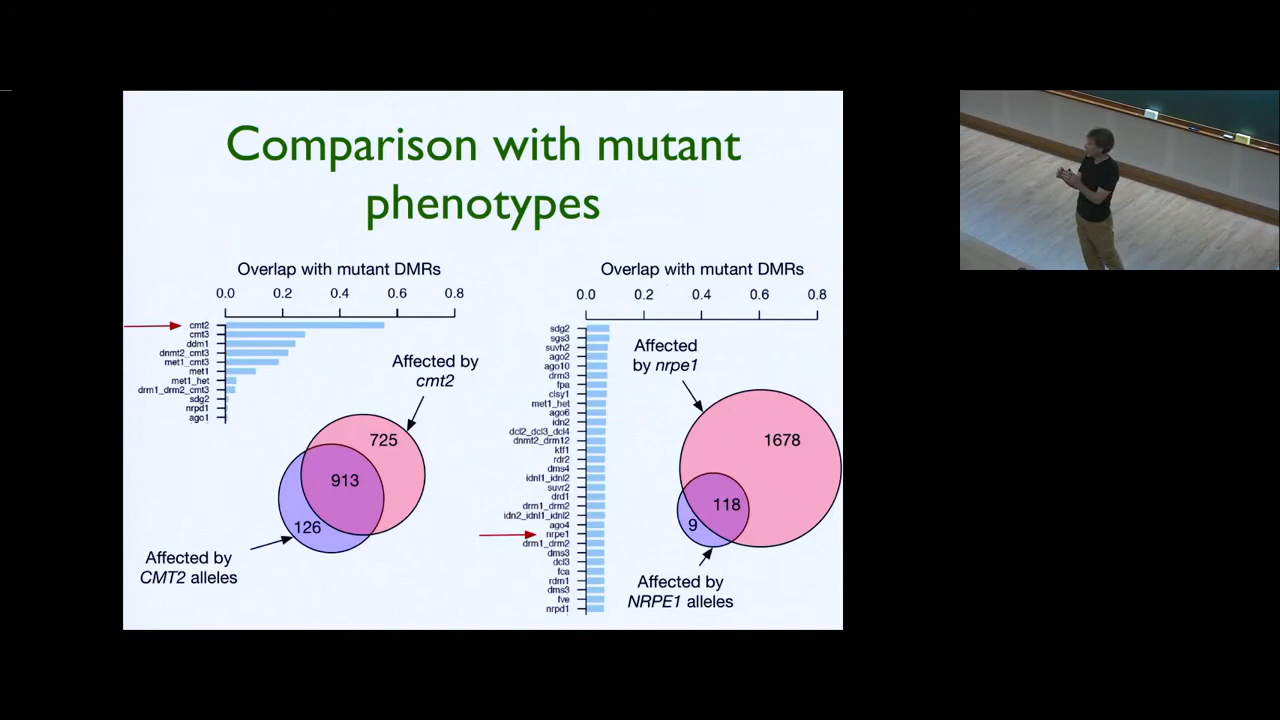 Comparison with mutant
phenotypes
Overlap with mutant DMRs
0.0 0.2 0.4 0.6 0.8
cmt2
cmt3
ddm1
dnmt2_cmt3
met1_cmt3
met1
met1_het
drm1_drm2_cmt3
sdg2
nrpd1
ago1
Affected by
cmt2
725
913
126
Affected by
CMT2 alleles
Overlap with mutant DMRs
0.0 0.2 0.4 0.6 0.8
sdg2
sgs3
suvh2
ago2
ago10
drm3
fpa
clsy1
met1_het
ago6
idn2
dcl2_dcl3_dcl4
dnmt2_drm12
ktf1
rdr2
dms4
idnl1_idnl2
suvr2
drd1
drm1_drm2
idn2_idnl1_idnl2
ago4
nrpe1
drm1_drm2
dms3
dcl3
fca
rdm1
dms3
fve
nrpd1
Affected
by nrpe1
1678
118
9
Affected by
NRPE1 alleles